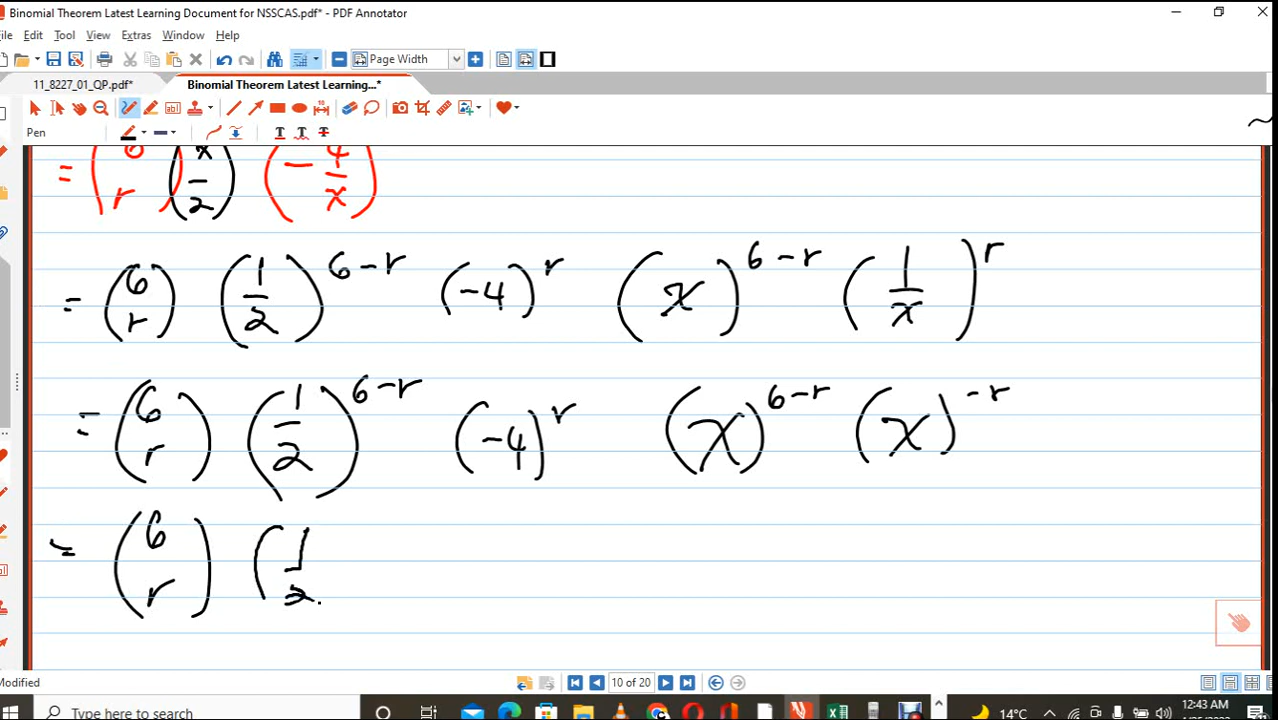 Binomial Theorem Latest Learning Document for NSSCAS.pdf* - PDF Annotator
ile Edit Tool View Extras Window Help
Page Width
11_8227_01_QP.pdf* Binomial Theorem Latest Learning...*
Pen
= (6 r) (x/2) (-4/x)
= (6 r) (1/2)^{6-r} (-4)^r (x)^{6-r} (1/x)^r
= (6 r) (1/2)^{6-r} (-4)^r (x)^{6-r} (x)^{-r}
= (6 r) (1/2
Modified 10 of 20
Type here to search 14°C 12:43 AM